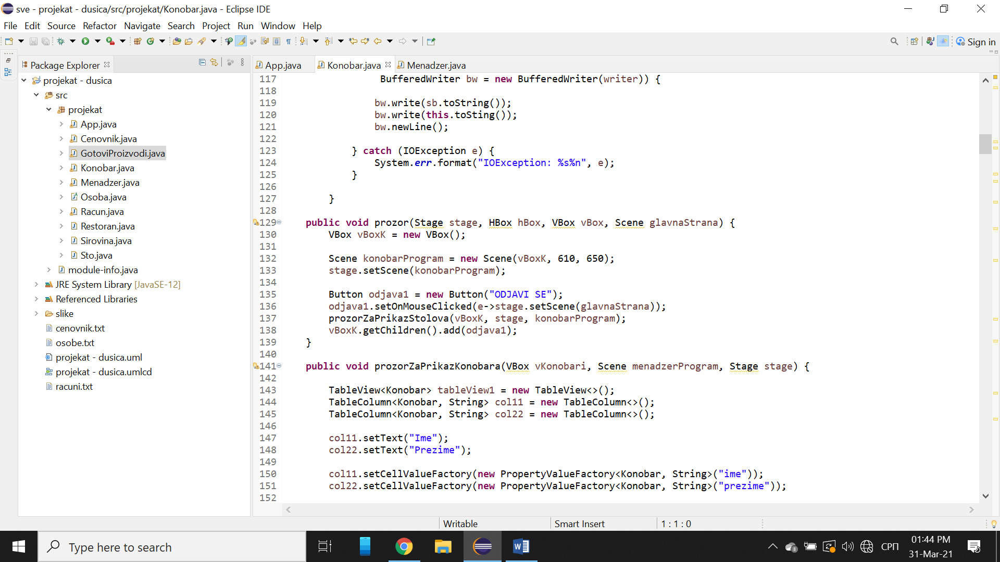 sve - projekat - dusica/src/projekat/Konobar.java - Eclipse IDE
File Edit Source Refactor Navigate Search Project Run Window Help
Sign in
Package Explorer
App.java Konobar.java Menadzer.java
projekat - dusica
src
projekat
App.java
Cenovnik.java
GotoviProizvodi.java
Konobar.java
Menadzer.java
Osoba.java
Racun.java
Restoran.java
Sirovina.java
Sto.java
module-info.java
JRE System Library [JavaSE-12]
Referenced Libraries
slike
cenovnik.txt
osobe.txt
projekat - dusica.uml
projekat - dusica.umlcd
racuni.txt
117 BufferedWriter bw = new BufferedWriter(writer)) {
118
119 bw.write(sb.toString());
120 bw.write(this.toSting());
121 bw.newLine();
122
123 } catch (IOException e) {
124 System.err.format("IOException: %s%n", e);
125 }
126
127 }
128
129 public void prozor(Stage stage, HBox hBox, VBox vBox, Scene glavnaStrana) {
130 VBox vBoxK = new VBox();
131
132 Scene konobarProgram = new Scene(vBoxK, 610, 650);
133 stage.setScene(konobarProgram);
134
135 Button odjava1 = new Button("ODJAVI SE");
136 odjava1.setOnMouseClicked(e->stage.setScene(glavnaStrana));
137 prozorZaPrikazStolova(vBoxK, stage, konobarProgram);
138 vBoxK.getChildren().add(odjava1);
139 }
140
141 public void prozorZaPrikazKonobara(VBox vKonobari, Scene menadzerProgram, Stage stage) {
142
143 TableView<Konobar> tableView1 = new TableView<>();
144 TableColumn<Konobar, String> col11 = new TableColumn<>();
145 TableColumn<Konobar, String> col22 = new TableColumn<>();
146
147 col11.setText("Ime");
148 col22.setText("Prezime");
149
150 col11.setCellValueFactory(new PropertyValueFactory<Konobar, String>("ime"));
151 col22.setCellValueFactory(new PropertyValueFactory<Konobar, String>("prezime"));
152
Writable Smart Insert 1 : 1 : 0
Type here to search
СРП
01:44 PM
31-Mar-21